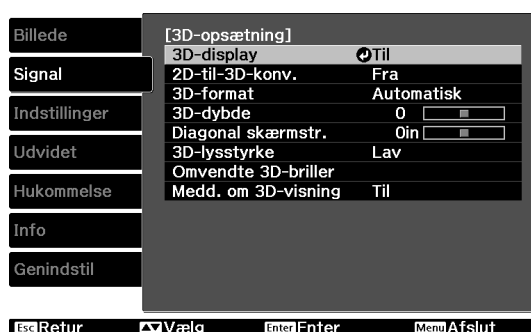 Billede
Signal
Indstillinger
Udvidet
Hukommelse
Info
Genindstil
[3D-opsætning]
3D-display Til
2D-til-3D-konv. Fra
3D-format Automatisk
3D-dybde 0
Diagonal skærmstr. 0in
3D-lysstyrke Lav
Omvendte 3D-briller
Medd. om 3D-visning Til
Esc Retur Vælg Enter Enter Menu Afslut